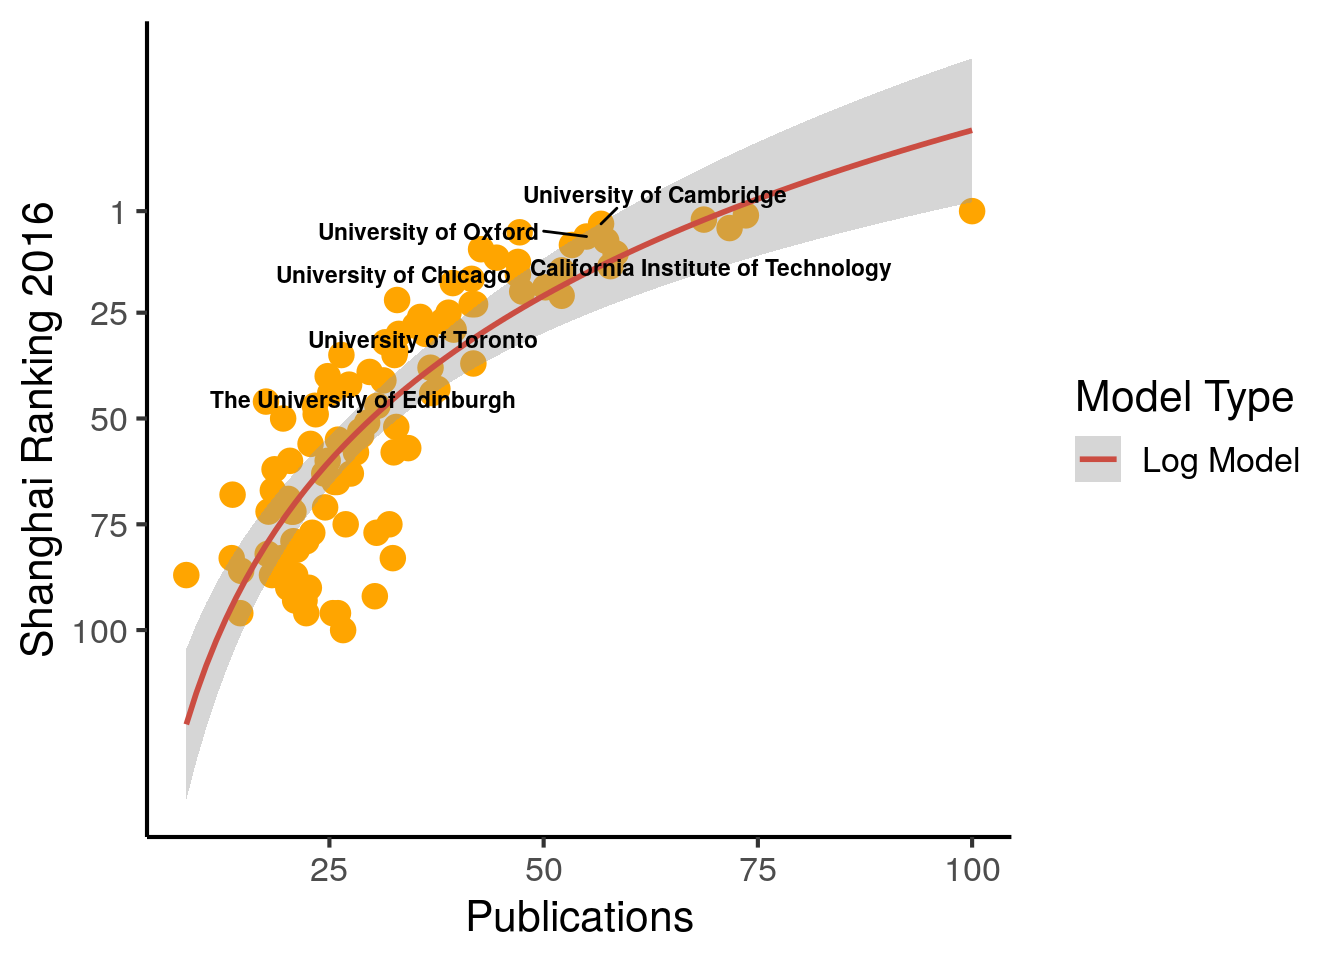 Shanghai Ranking 2016
1
25
50
75
100
University of Cambridge
University of Oxford
California Institute of Technology
University of Chicago
University of Toronto
The University of Edinburgh
25
50
75
100
Publications
Model Type
Log Model